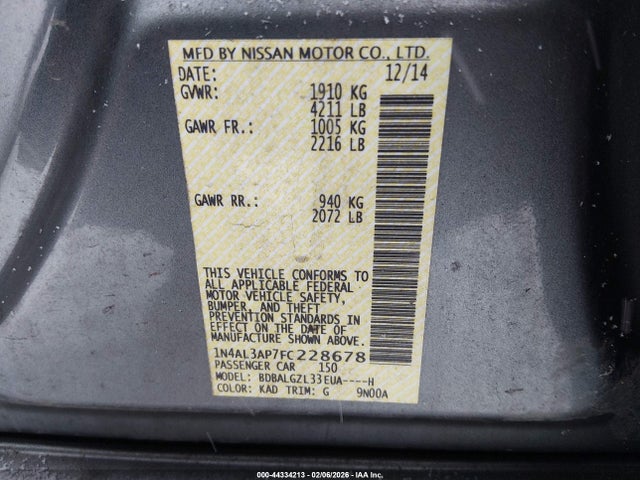 MFD BY NISSAN MOTOR CO., LTD.
DATE: 12/14
GVWR: 1910 KG
4211 LB
GAWR FR.: 1005 KG
2216 LB
GAWR RR.: 940 KG
2072 LB
THIS VEHICLE CONFORMS TO
ALL APPLICABLE FEDERAL
MOTOR VEHICLE SAFETY,
BUMPER, AND THEFT
PREVENTION STANDARDS IN
EFFECT ON THE DATE OF
MANUFACTURE SHOWN ABOVE.
1N4AL3AP7FC228678
PASSENGER CAR 150
MODEL: BDBALGZL33EUA----H
COLOR: KAD TRIM: G 9N00A
000-44334213 - 02/06/2026 - IAA Inc.